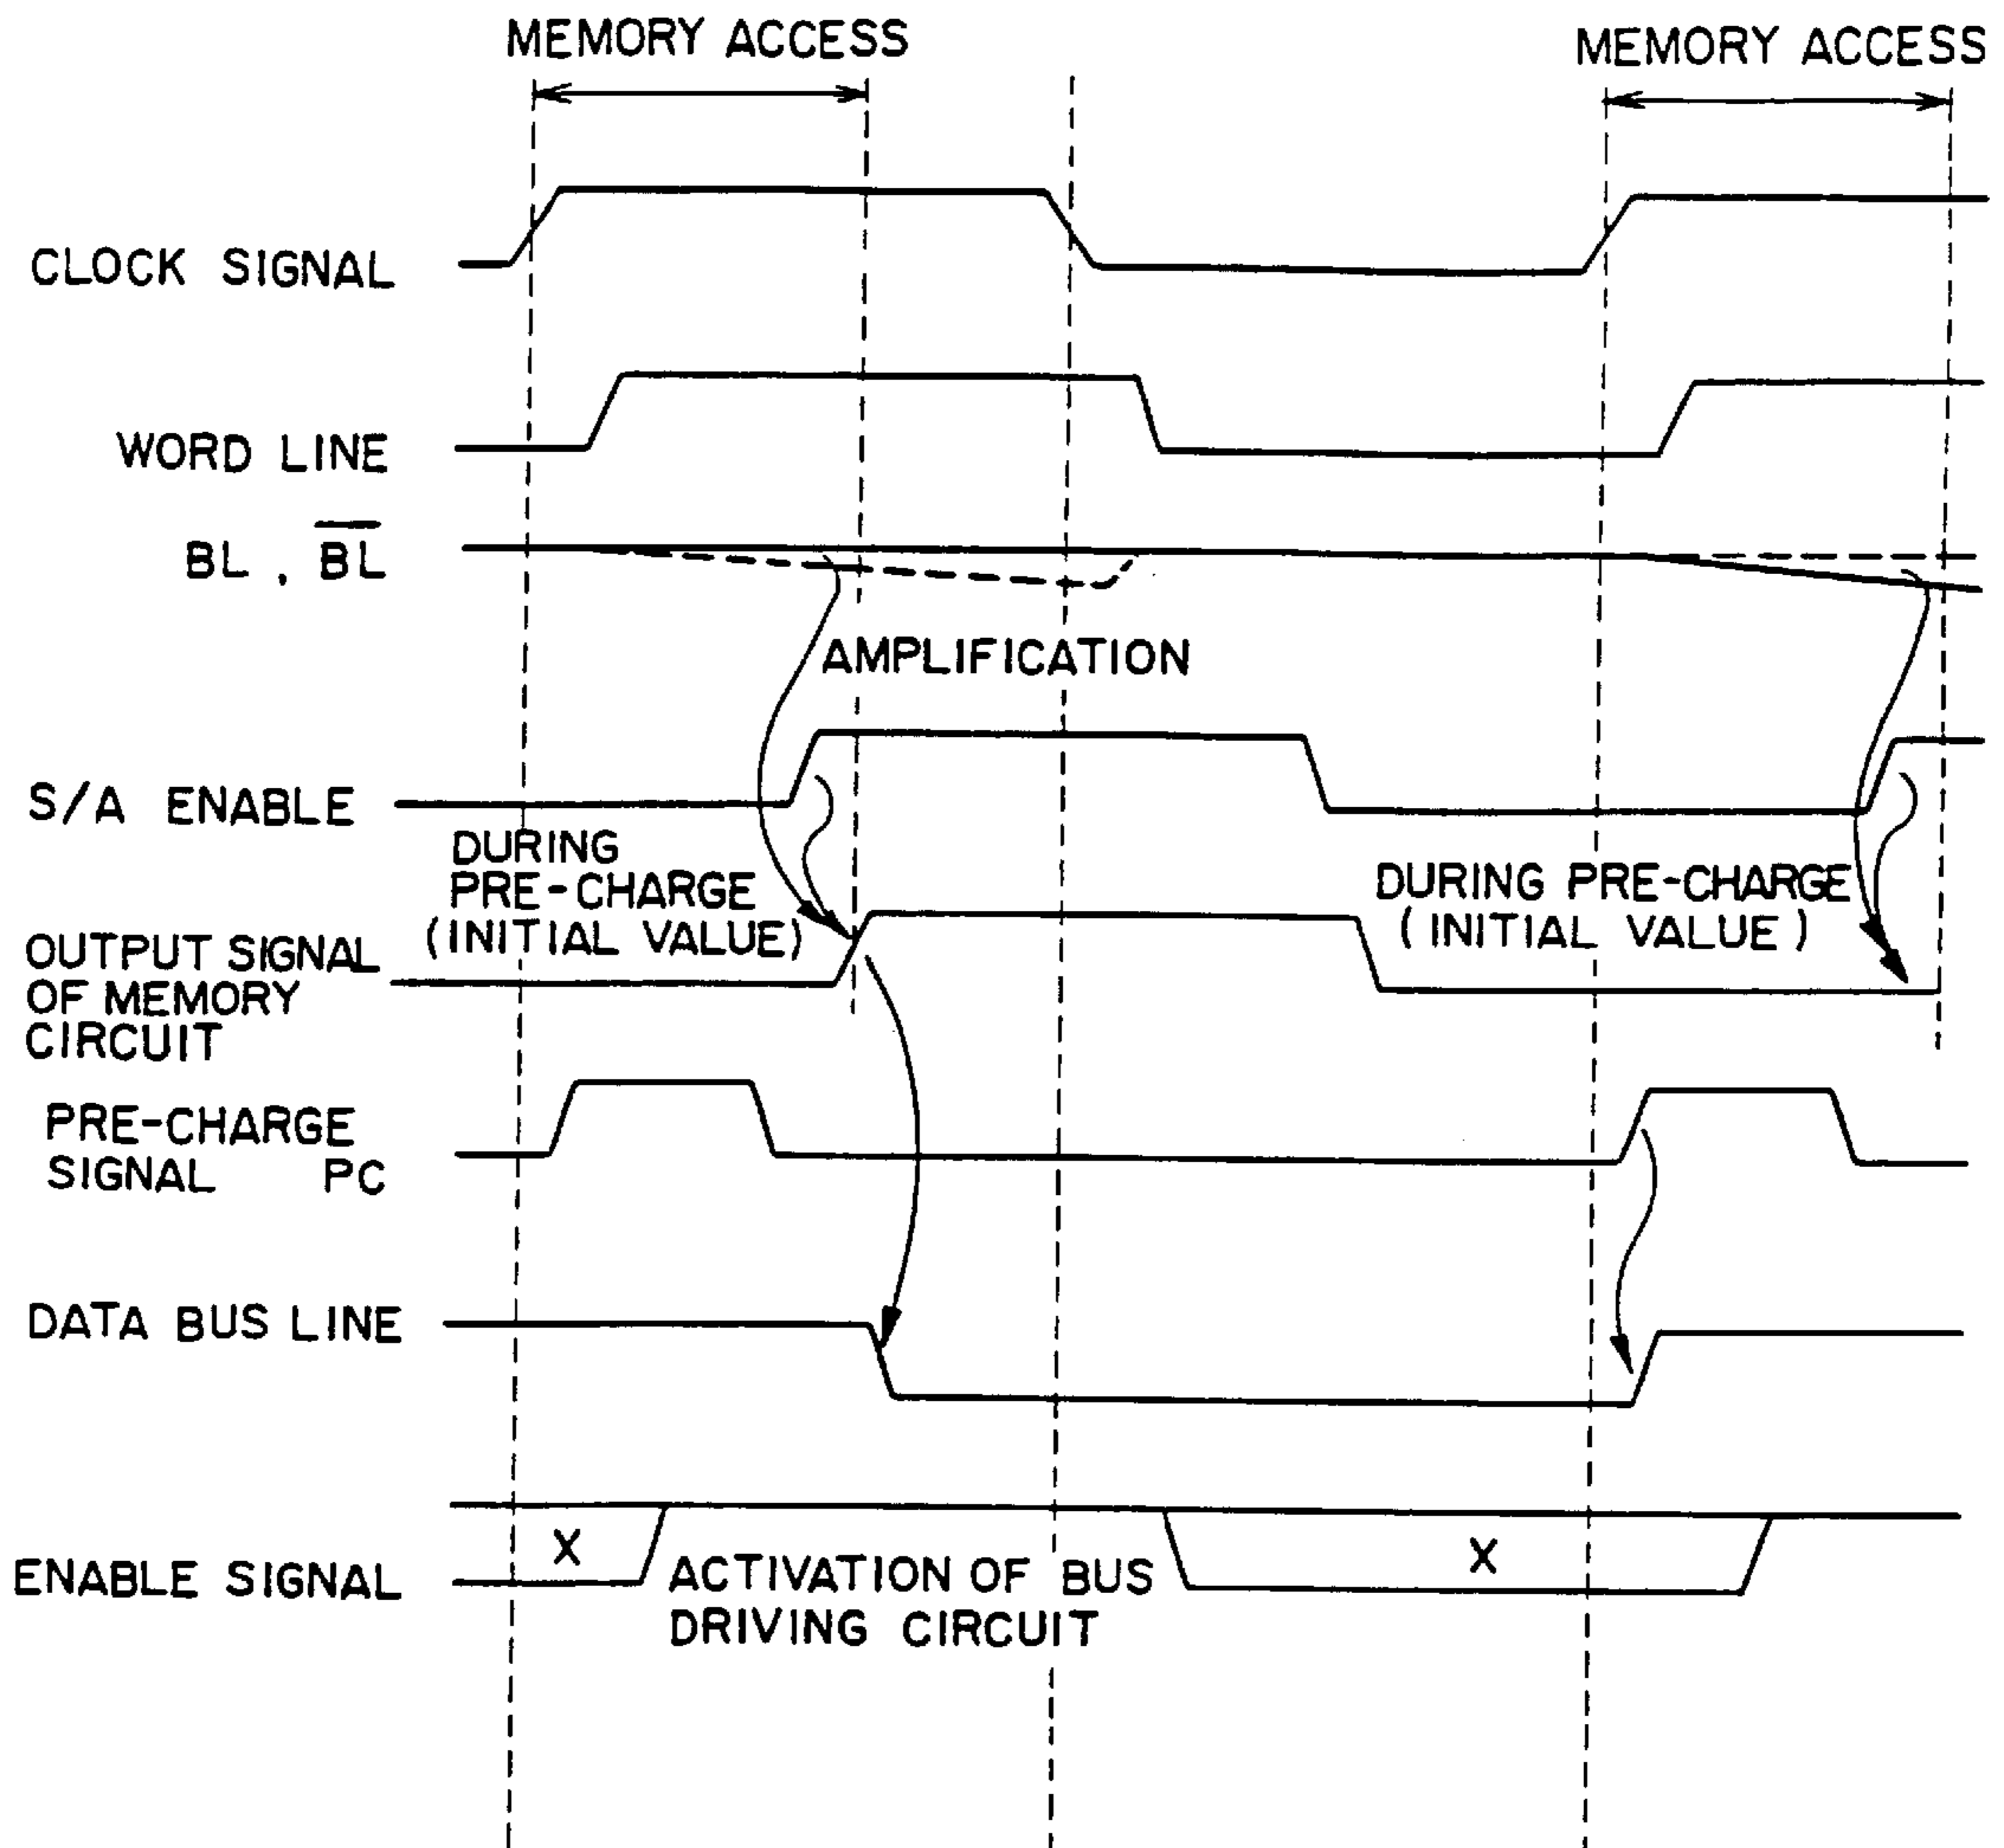 MEMORY ACCESS
MEMORY ACCESS
CLOCK SIGNAL
WORD LINE
BL , B̅L̅
AMPLIFICATION
S/A ENABLE
DURING
PRE-CHARGE
(INITIAL VALUE)
DURING PRE-CHARGE
(INITIAL VALUE)
OUTPUT SIGNAL
OF MEMORY
CIRCUIT
PRE-CHARGE
SIGNAL PC
DATA BUS LINE
X
X
ENABLE SIGNAL
ACTIVATION OF BUS
DRIVING CIRCUIT